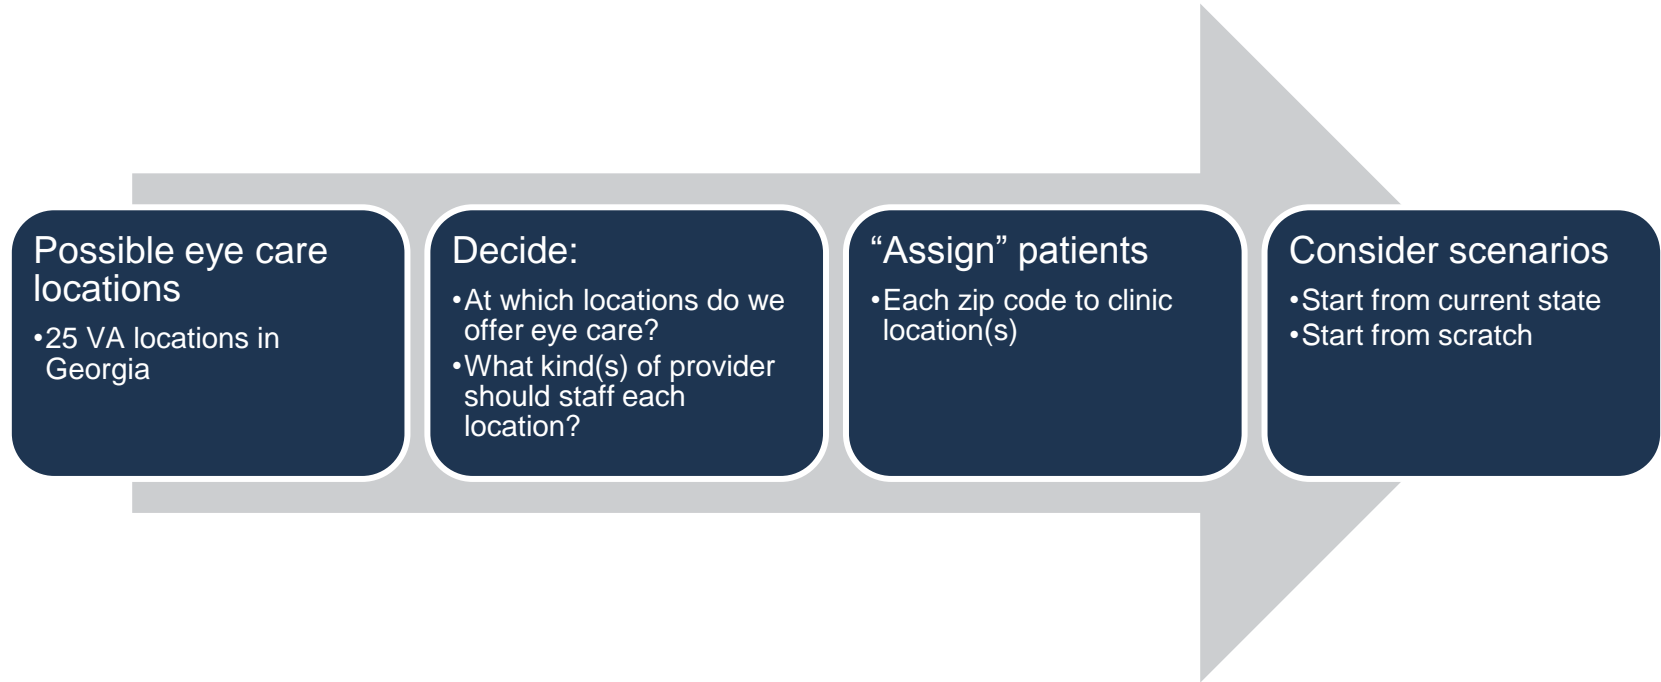 Possible eye care
locations
•25 VA locations in
Georgia
Decide:
•At which locations do we
offer eye care?
•What kind(s) of provider
should staff each
location?
“Assign” patients
•Each zip code to clinic
location(s)
Consider scenarios
•Start from current state
•Start from scratch